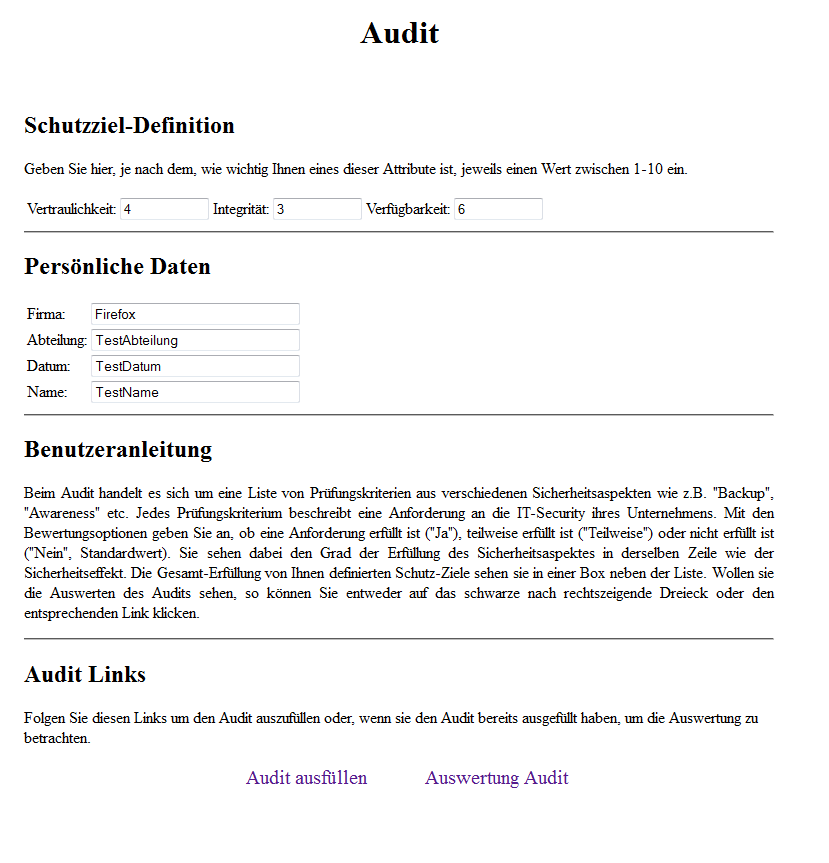 Audit
Schutzziel-Definition
Geben Sie hier, je nach dem, wie wichtig Ihnen eines dieser Attribute ist, jeweils einen Wert zwischen 1-10 ein.
Vertraulichkeit: 4 Integrität: 3 Verfügbarkeit: 6
Persönliche Daten
Firma: Firefox
Abteilung: TestAbteilung
Datum: TestDatum
Name: TestName
Benutzeranleitung
Beim Audit handelt es sich um eine Liste von Prüfungskriterien aus verschiedenen Sicherheitsaspekten wie z.B. "Backup",
"Awareness" etc. Jedes Prüfungskriterium beschreibt eine Anforderung an die IT-Security ihres Unternehmens. Mit den
Bewertungsoptionen geben Sie an, ob eine Anforderung erfüllt ist ("Ja"), teilweise erfüllt ist ("Teilweise") oder nicht erfüllt ist
("Nein", Standardwert). Sie sehen dabei den Grad der Erfüllung des Sicherheitsaspektes in derselben Zeile wie der
Sicherheitseffekt. Die Gesamt-Erfüllung von Ihnen definierten Schutz-Ziele sehen sie in einer Box neben der Liste. Wollen sie
die Auswerten des Audits sehen, so können Sie entweder auf das schwarze nach rechtszeigende Dreieck oder den
entsprechenden Link klicken.
Audit Links
Folgen Sie diesen Links um den Audit auszufüllen oder, wenn sie den Audit bereits ausgefüllt haben, um die Auswertung zu
betrachten.
Audit ausfüllen Auswertung Audit